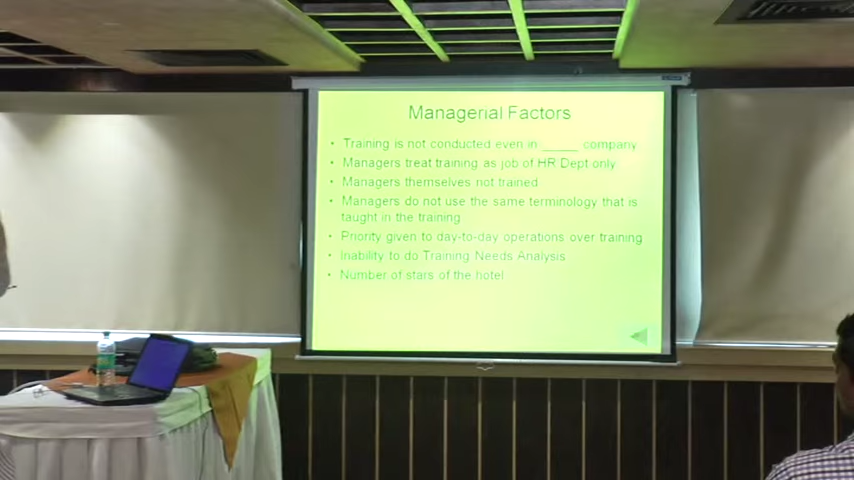 Managerial Factors
• Training is not conducted even in _____ company
• Managers treat training as job of HR Dept only
• Managers themselves not trained
• Managers do not use the same terminology that is
taught in the training
• Priority given to day-to-day operations over training
• Inability to do Training Needs Analysis
• Number of stars of the hotel